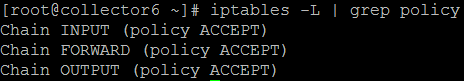 [root@collector6 ~]# iptables -L | grep policy
Chain INPUT (policy ACCEPT)
Chain FORWARD (policy ACCEPT)
Chain OUTPUT (policy ACCEPT)